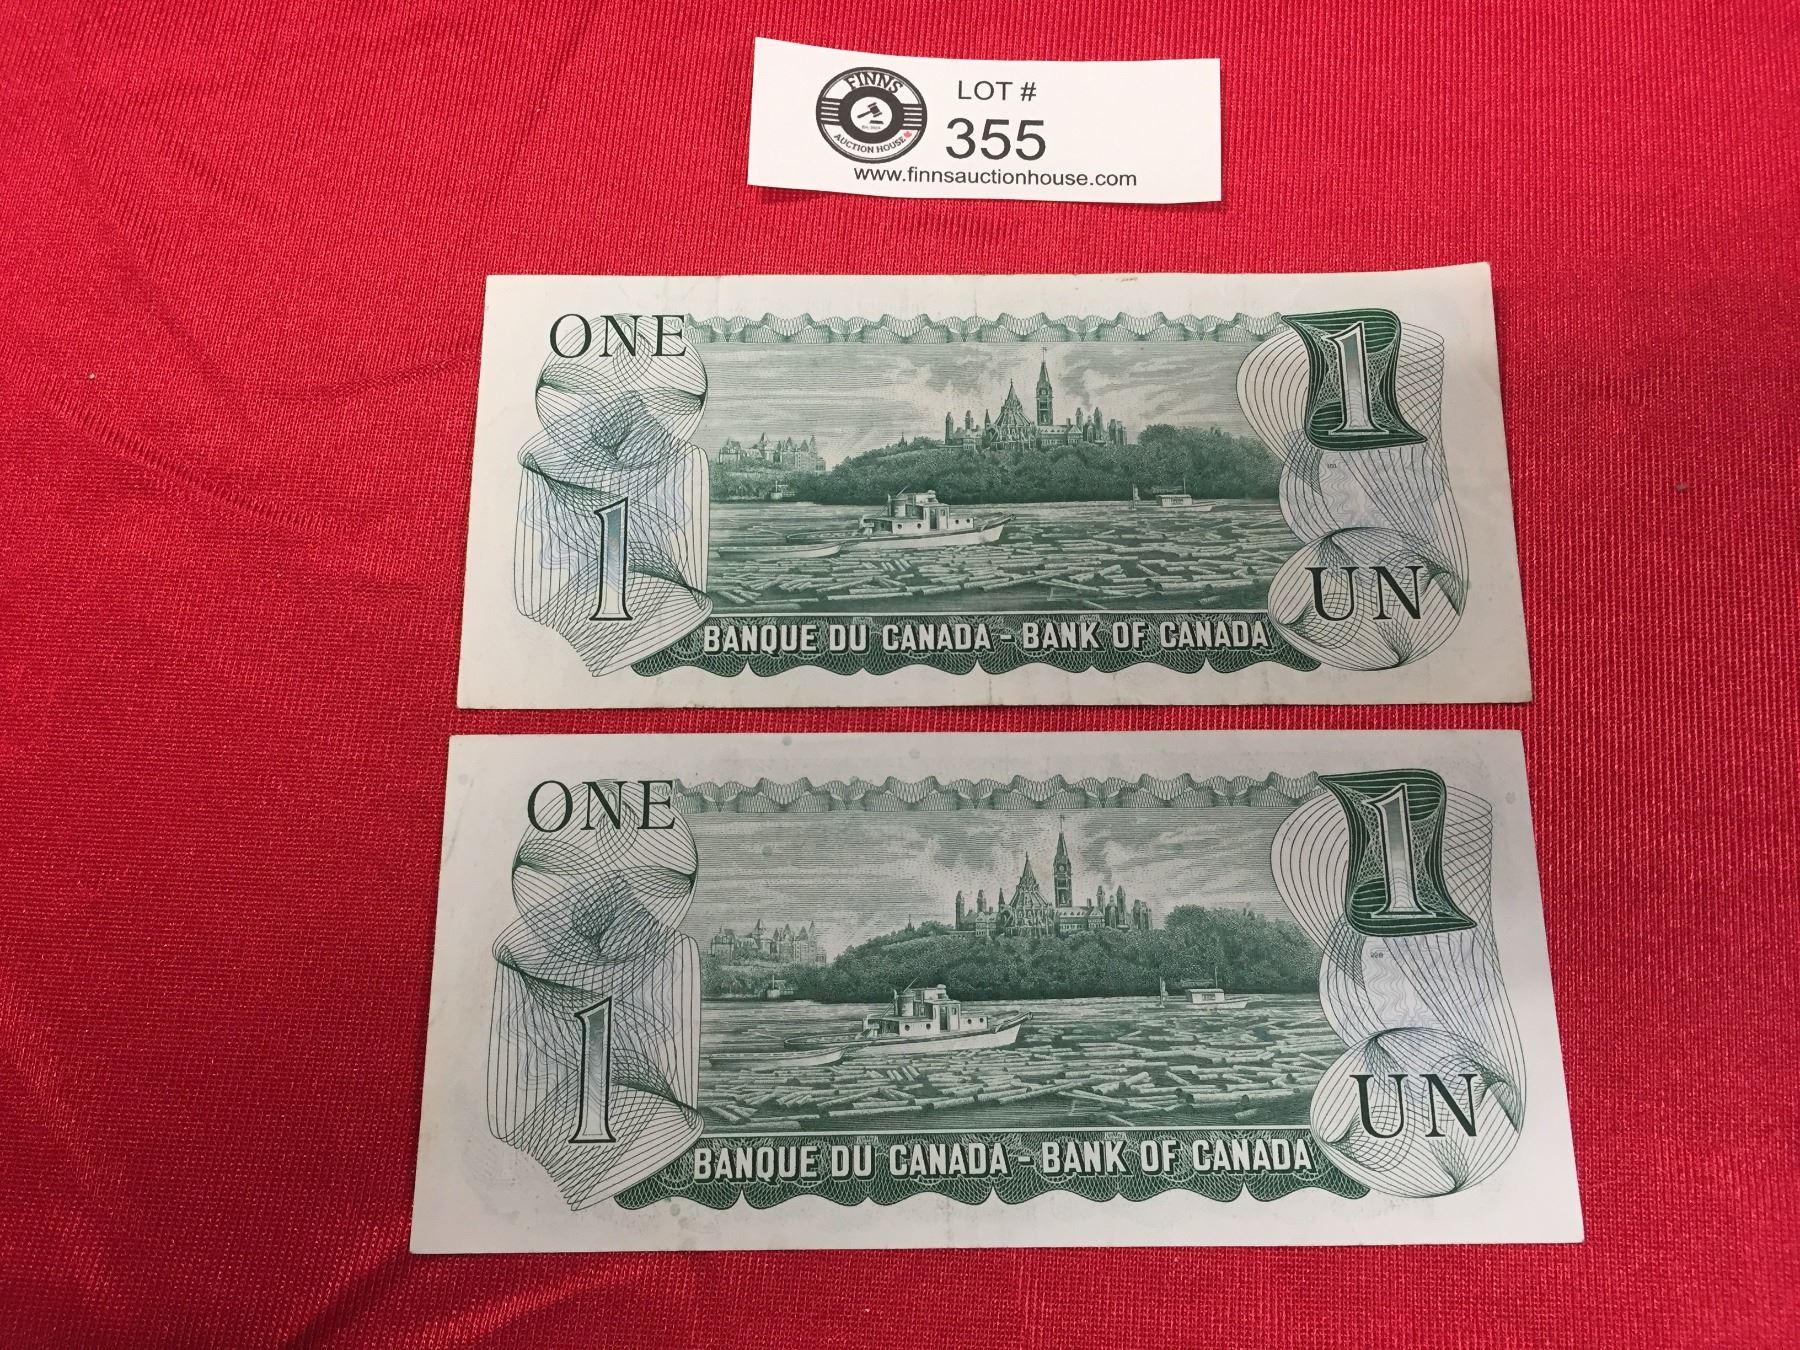 FINNS
AUCTION HOUSE
LOT #
355
www.finnsauctionhouse.com
ONE
1
1
UN
BANQUE DU CANADA - BANK OF CANADA
ONE
1
1
UN
BANQUE DU CANADA - BANK OF CANADA